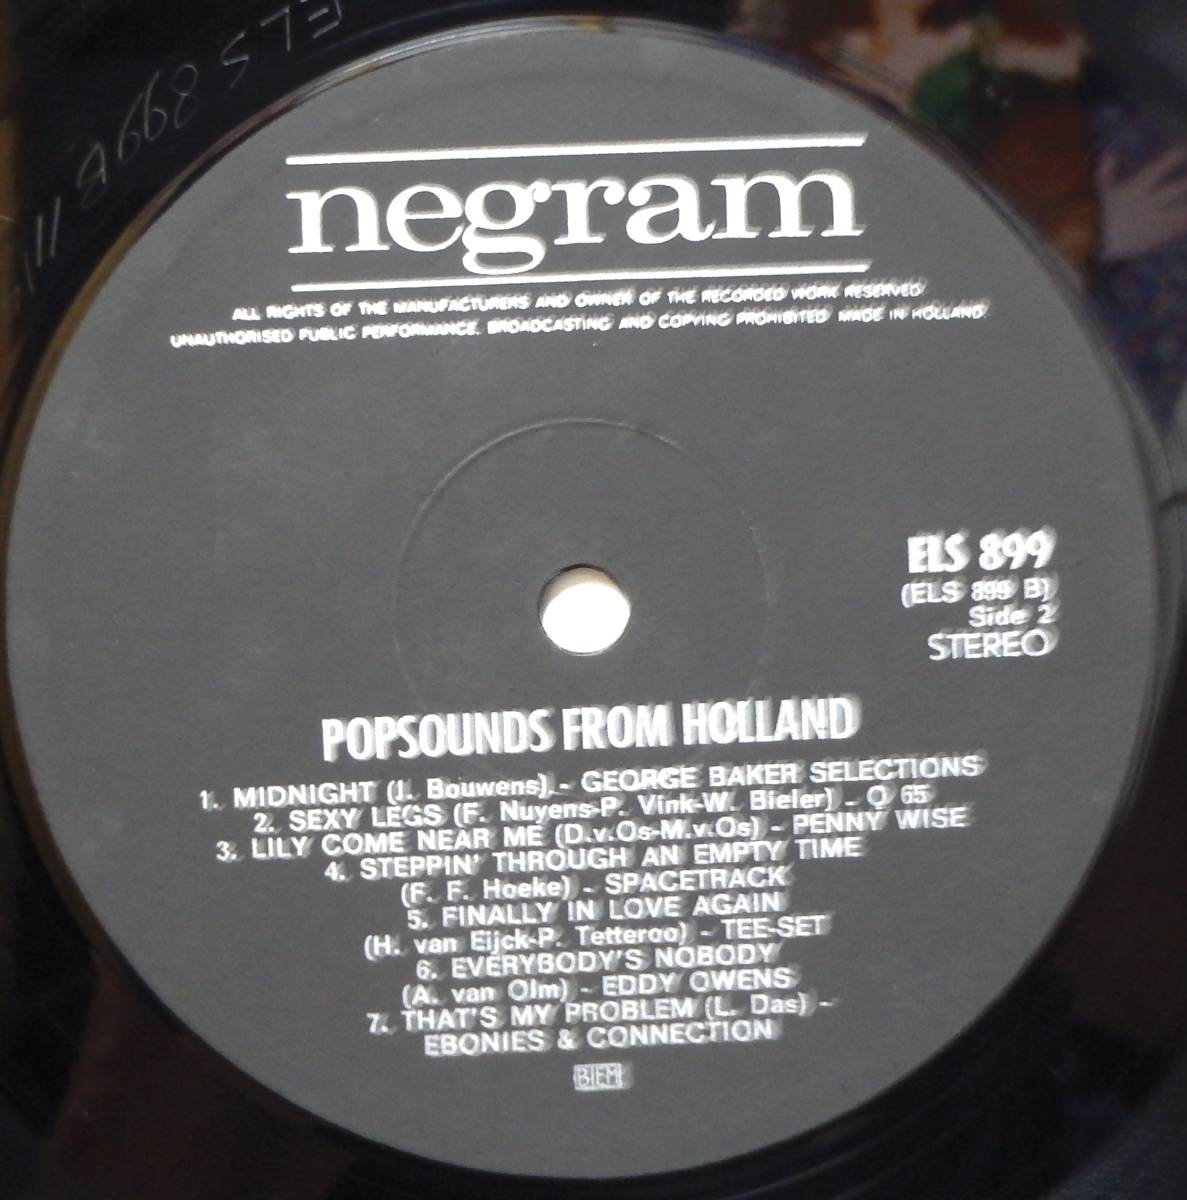 ELS 899 B
negram
ALL RIGHTS OF THE MANUFACTURERS AND OWNER OF THE RECORDED WORK RESERVED
UNAUTHORISED PUBLIC PERFORMANCE. BROADCASTING AND COPYING PROHIBITED MADE IN HOLLAND.
ELS 899
(ELS 899 B)
Side 2
STEREO
POPSOUNDS FROM HOLLAND
1. MIDNIGHT (J. Bouwens) - GEORGE BAKER SELECTIONS
2. SEXY LEGS (F. Nuyens-P. Vink-W. Bieler) - Q 65
3. LILY COME NEAR ME (D.v.Os-M.v.Os) - PENNY WISE
4. STEPPIN' THROUGH AN EMPTY TIME
(F. F. Hoeke) - SPACETRACK
5. FINALLY IN LOVE AGAIN
(H. van Eijck-P. Tetteroo) - TEE-SET
6. EVERYBODY'S NOBODY
(A. van Olm) - EDDY OWENS
7. THAT'S MY PROBLEM (L. Das) -
EBONIES & CONNECTION
BIEM